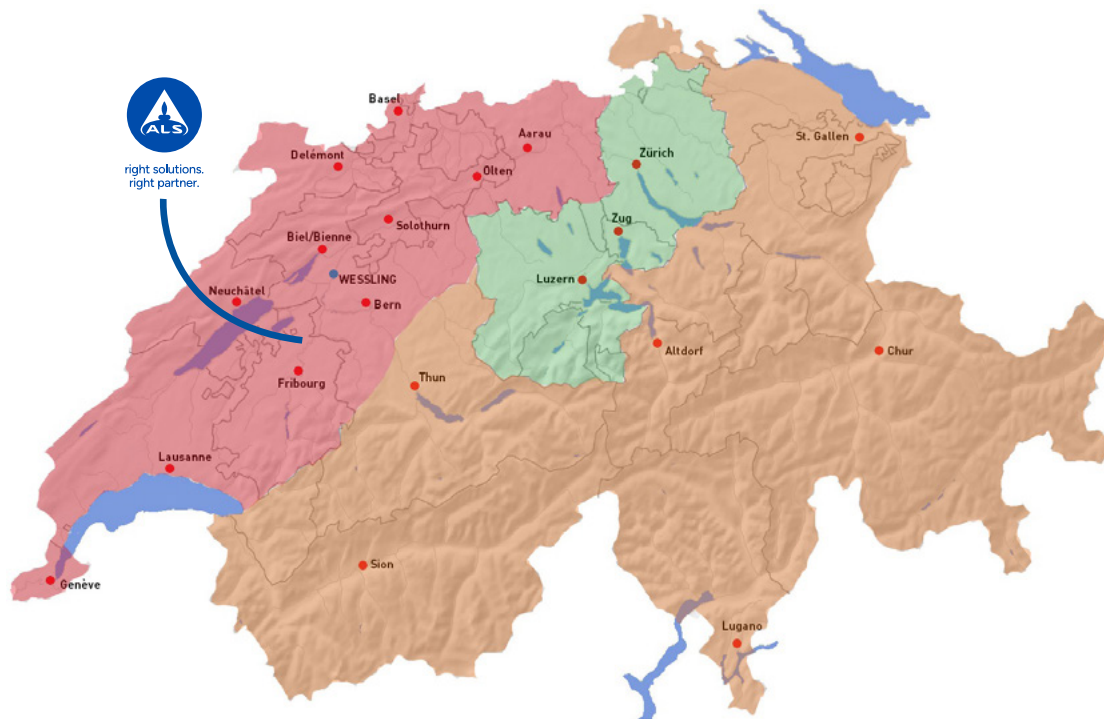 ALS
right solutions.
right partner.
Basel
Aarau
Delémont
Olten
Zürich
St. Gallen
Solothurn
Zug
Biel/Bienne
WESSLING
Luzern
Neuchâtel
Bern
Altdorf
Chur
Fribourg
Thun
Lausanne
Sion
Genève
Lugano